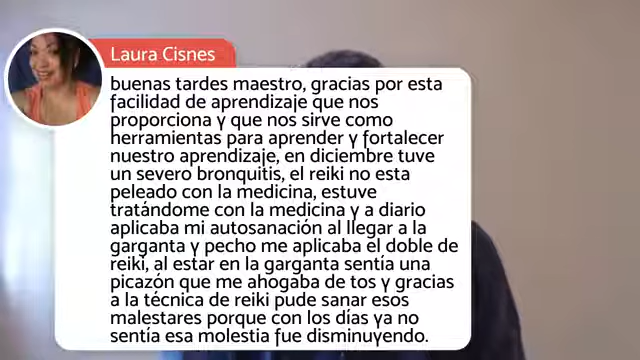 Laura Cisnes
buenas tardes maestro, gracias por esta
facilidad de aprendizaje que nos
proporciona y que nos sirve como
herramientas para aprender y fortalecer
nuestro aprendizaje, en diciembre tuve
un severo bronquitis, el reiki no esta
peleado con la medicina, estuve
tratándome con la medicina y a diario
aplicaba mi autosanación al llegar a la
garganta y pecho me aplicaba el doble de
reiki, al estar en la garganta sentía una
picazón que me ahogaba de tos y gracias
a la técnica de reiki pude sanar esos
malestares porque con los días ya no
sentía esa molestia fue disminuyendo.